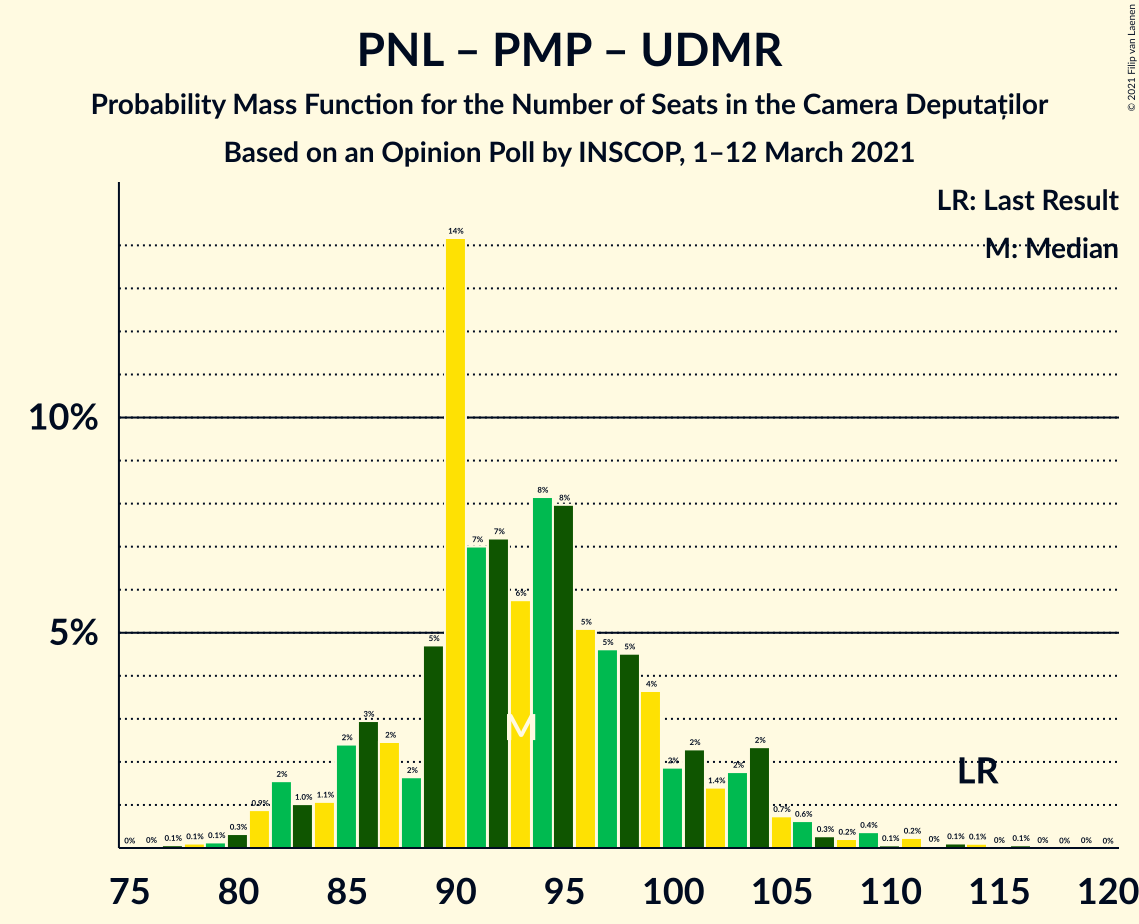 © 2021 Filip van Laenen
PNL – PMP – UDMR
Probability Mass Function for the Number of Seats in the Camera Deputaților
Based on an Opinion Poll by INSCOP, 1–12 March 2021
LR: Last Result
M: Median
10%
5%
0% 0% 0.1% 0.1% 0.1% 0.3% 0.9% 2% 1.0% 1.1% 2% 3% 2% 2% 5% 14% 7% 7% 6% 8% 8% 5% 5% 5% 4% 2% 2% 1.4% 2% 2% 0.7% 0.6% 0.3% 0.2% 0.4% 0.1% 0.2% 0% 0.1% 0.1% 0% 0.1% 0% 0% 0% 0%
M
LR
75 80 85 90 95 100 105 110 115 120